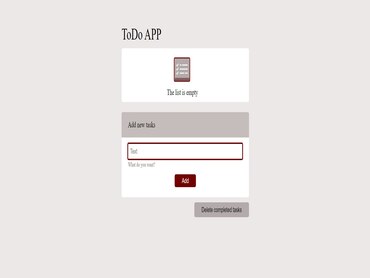 ToDo APP
The list is empty
Add new tasks
Text
What do you want?
Add
Delete completed tasks